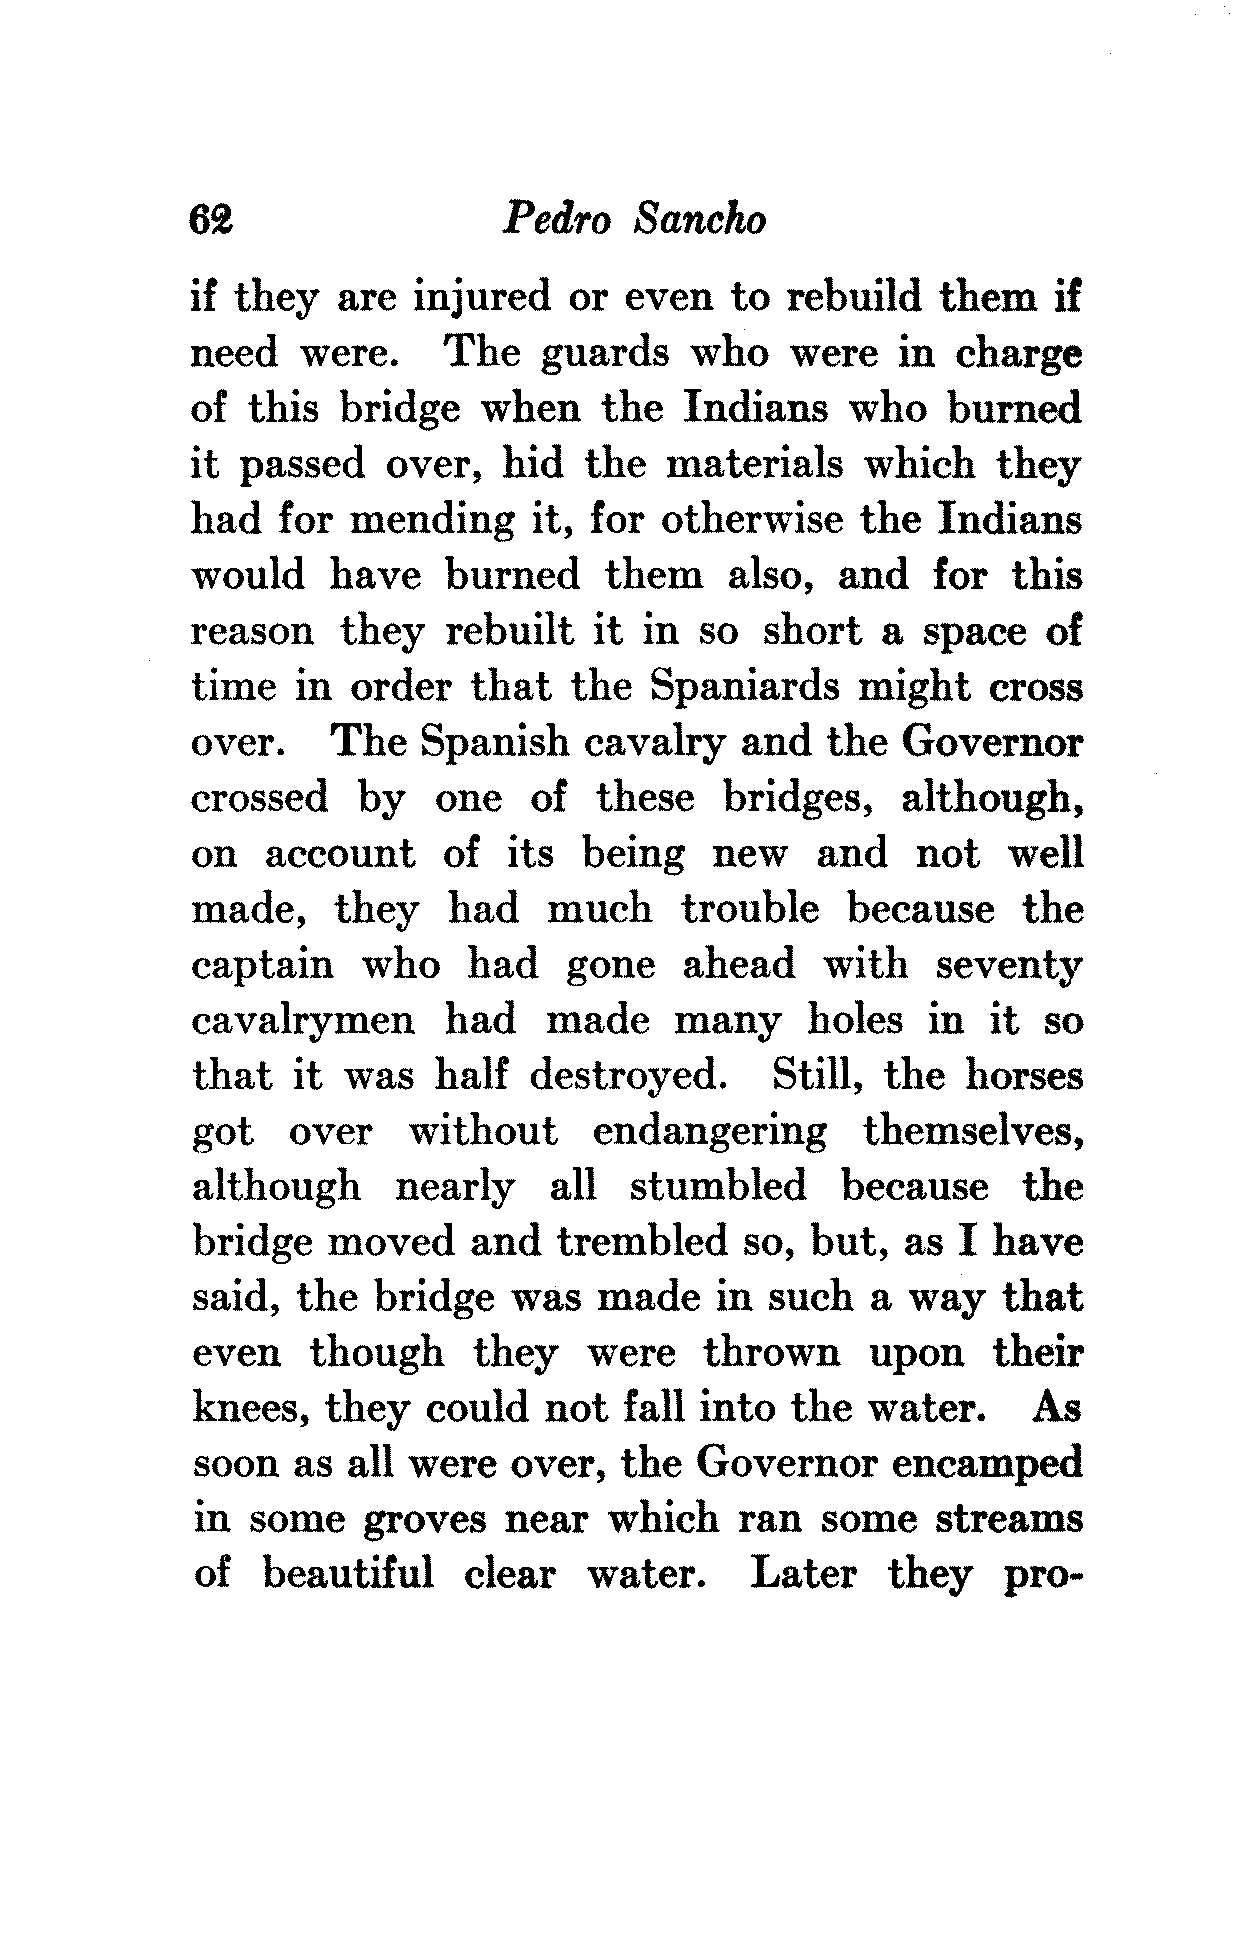 62 Pedro Sancho
if they are injured or even to rebuild them if
need were. The guards who were in charge
of this bridge when the Indians who burned
it passed over, hid the materials which they
had for mending it, for otherwise the Indians
would have burned them also, and for this
reason they rebuilt it in so short a space of
time in order that the Spaniards might cross
over. The Spanish cavalry and the Governor
crossed by one of these bridges, although,
on account of its being new and not well
made, they had much trouble because the
captain who had gone ahead with seventy
cavalrymen had made many holes in it so
that it was half destroyed. Still, the horses
got over without endangering themselves,
although nearly all stumbled because the
bridge moved and trembled so, but, as I have
said, the bridge was made in such a way that
even though they were thrown upon their
knees, they could not fall into the water. As
soon as all were over, the Governor encamped
in some groves near which ran some streams
of beautiful clear water. Later they pro-